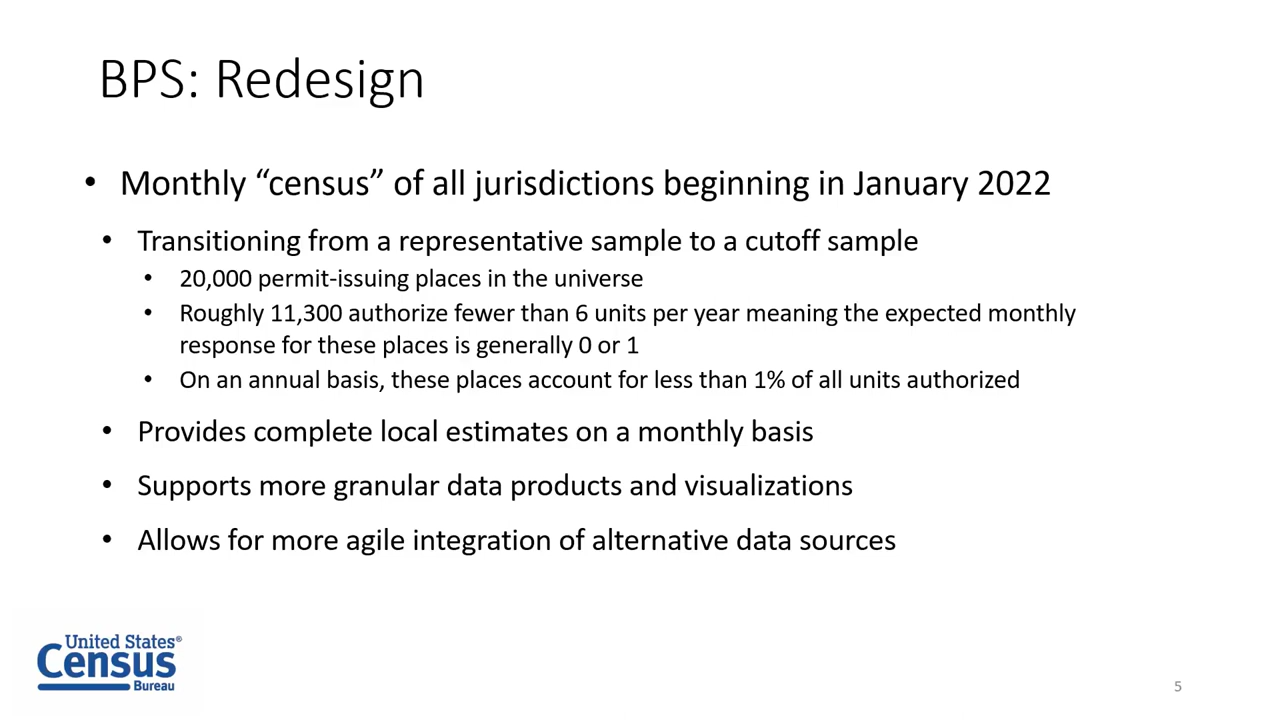 BPS: Redesign
• Monthly “census” of all jurisdictions beginning in January 2022
• Transitioning from a representative sample to a cutoff sample
• 20,000 permit-issuing places in the universe
• Roughly 11,300 authorize fewer than 6 units per year meaning the expected monthly
response for these places is generally 0 or 1
• On an annual basis, these places account for less than 1% of all units authorized
• Provides complete local estimates on a monthly basis
• Supports more granular data products and visualizations
• Allows for more agile integration of alternative data sources
United States®
Census
Bureau
5